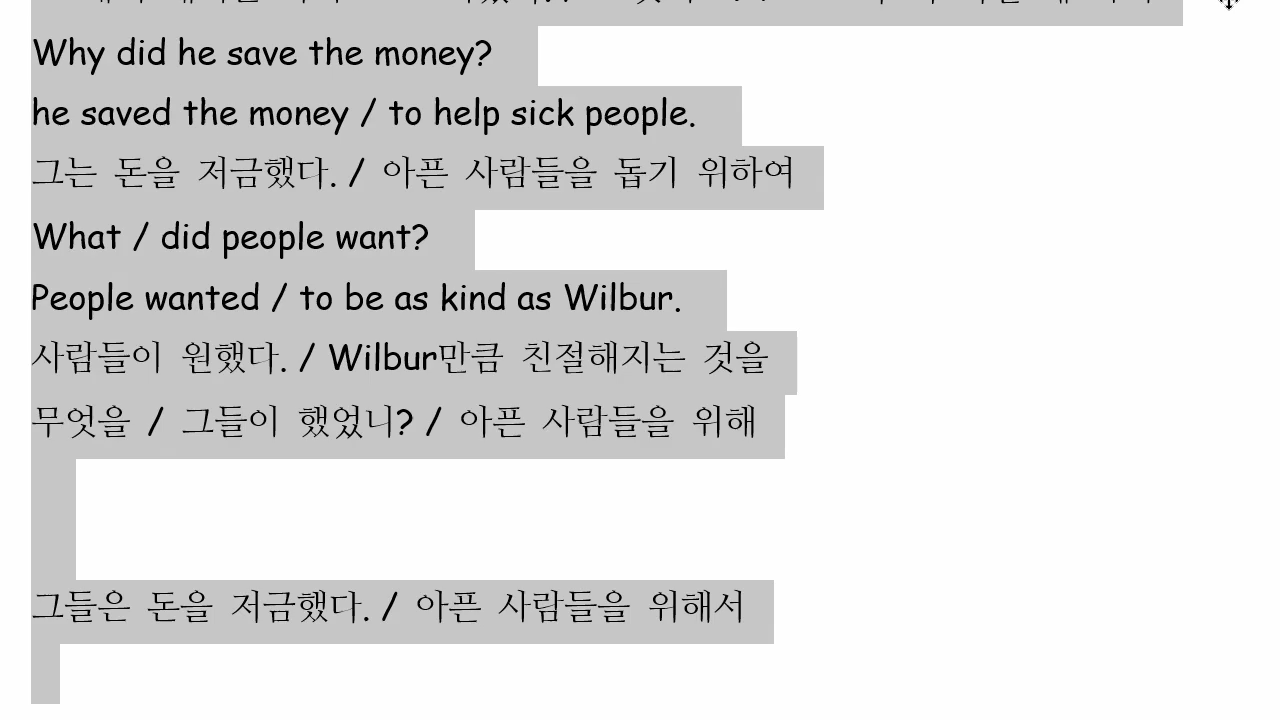 Why did he save the money?
he saved the money / to help sick people.
그는 돈을 저금했다. / 아픈 사람들을 돕기 위하여
What / did people want?
People wanted / to be as kind as Wilbur.
사람들이 원했다. / Wilbur만큼 친절해지는 것을
무엇을 / 그들이 했었니? / 아픈 사람들을 위해
그들은 돈을 저금했다. / 아픈 사람들을 위해서